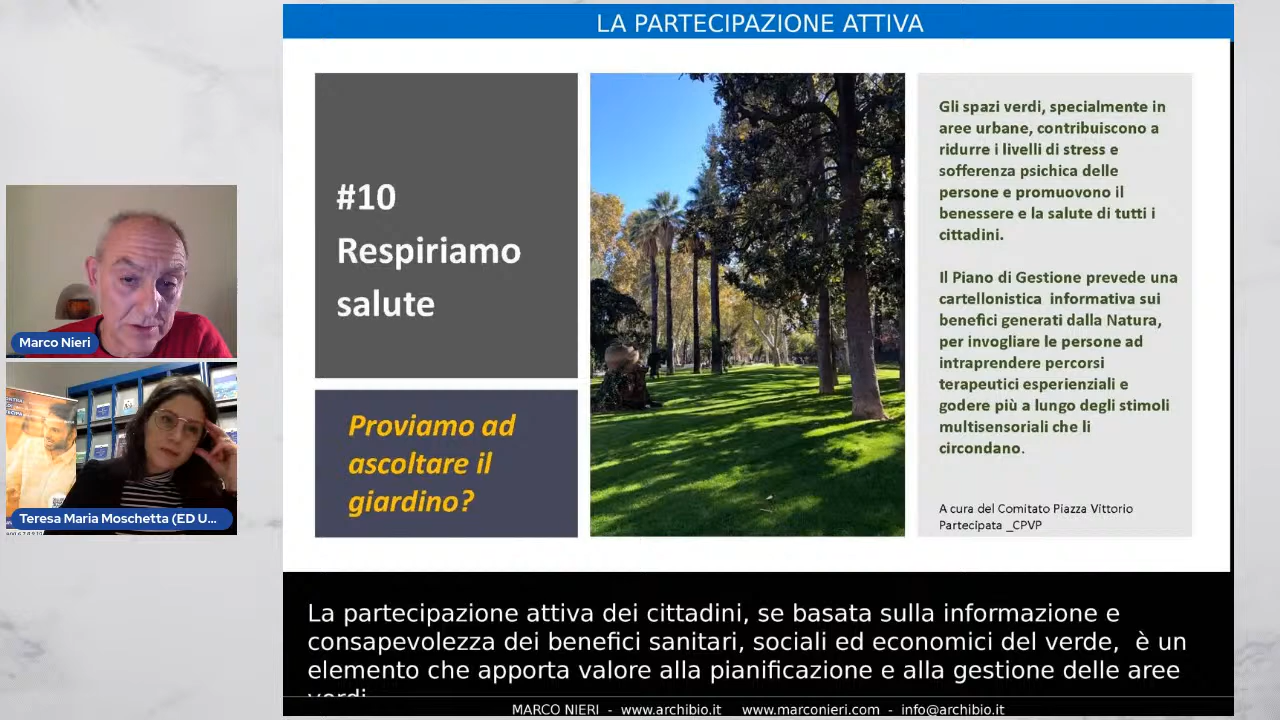 LA PARTECIPAZIONE ATTIVA
#10
Respiriamo
salute
Proviamo ad
ascoltare il
giardino?
Gli spazi verdi, specialmente in
aree urbane, contribuiscono a
ridurre i livelli di stress e
sofferenza psichica delle
persone e promuovono il
benessere e la salute di tutti i
cittadini.
Il Piano di Gestione prevede una
cartellonistica informativa sui
benefici generati dalla Natura,
per invogliare le persone ad
intraprendere percorsi
terapeutici esperienziali e
godere più a lungo degli stimoli
multisensoriali che li
circondano.
A cura del Comitato Piazza Vittorio
Partecipata _CPVP
Marco Nieri
Teresa Maria Moschetta (ED U...
La partecipazione attiva dei cittadini, se basata sulla informazione e
consapevolezza dei benefici sanitari, sociali ed economici del verde, è un
elemento che apporta valore alla pianificazione e alla gestione delle aree
verdi
MARCO NIERI - www.archibio.it www.marconieri.com - info@archibio.it